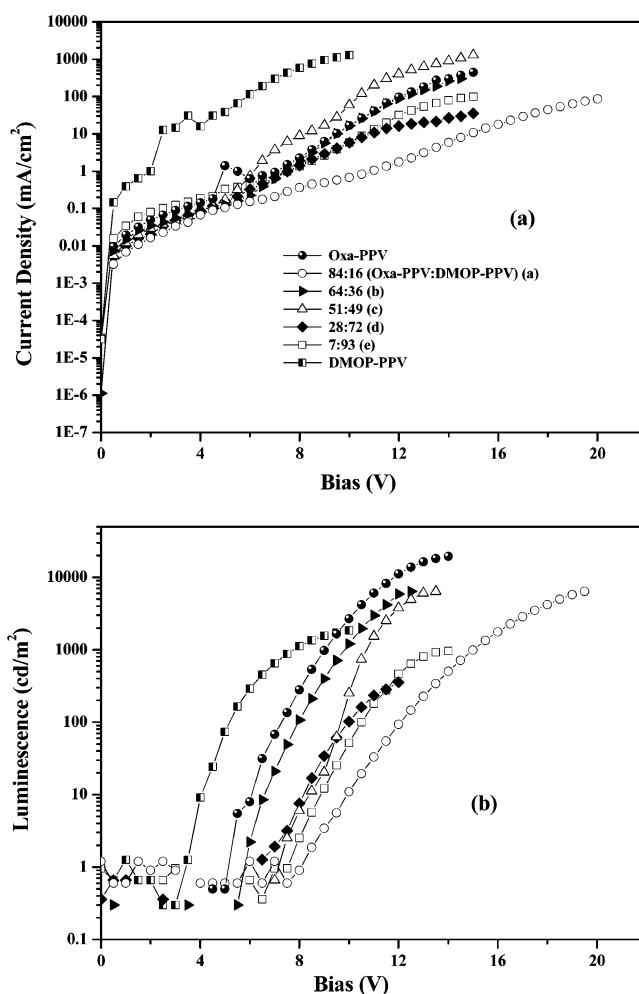 10000
1000
100
10
1
0.1
0.01
1E-3
1E-4
1E-5
1E-6
1E-7
Current Density (mA/cm²)
(a)
Oxa-PPV
84:16 (Oxa-PPV:DMOP-PPV) (a)
64:36 (b)
51:49 (c)
28:72 (d)
7:93 (e)
DMOP-PPV
0 4 8 12 16 20
Bias (V)
10000
1000
100
10
1
0.1
Luminescence (cd/m²)
(b)
0 4 8 12 16 20
Bias (V)